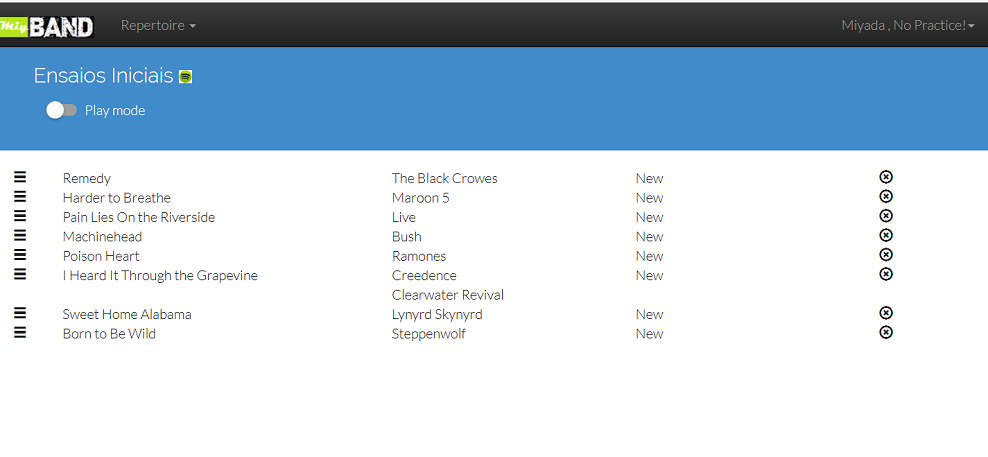 Miy BAND Repertoire Miyada , No Practice!
Ensaios Iniciais
Play mode
Remedy The Black Crowes New
Harder to Breathe Maroon 5 New
Pain Lies On the Riverside Live New
Machinehead Bush New
Poison Heart Ramones New
I Heard It Through the Grapevine Creedence New
Clearwater Revival
Sweet Home Alabama Lynyrd Skynyrd New
Born to Be Wild Steppenwolf New